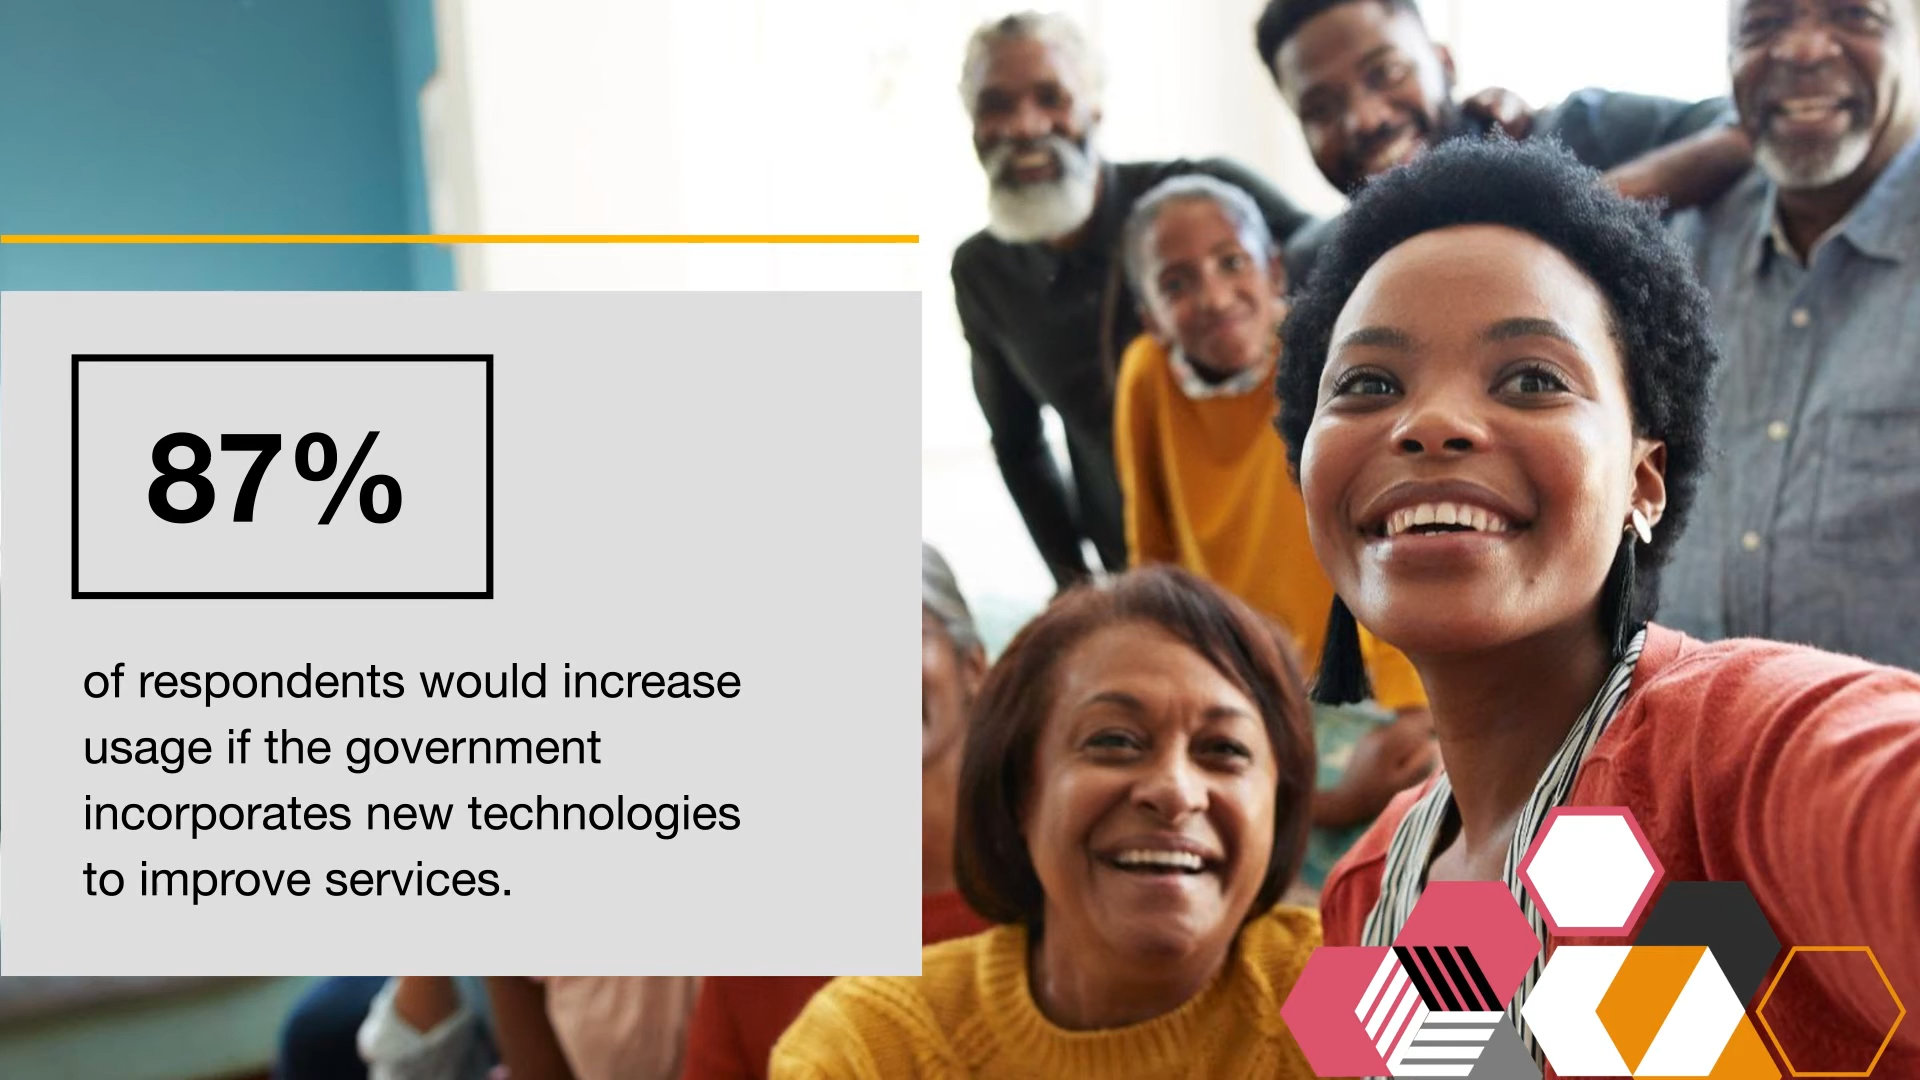 87%
of respondents would increase
usage if the government
incorporates new technologies
to improve services.